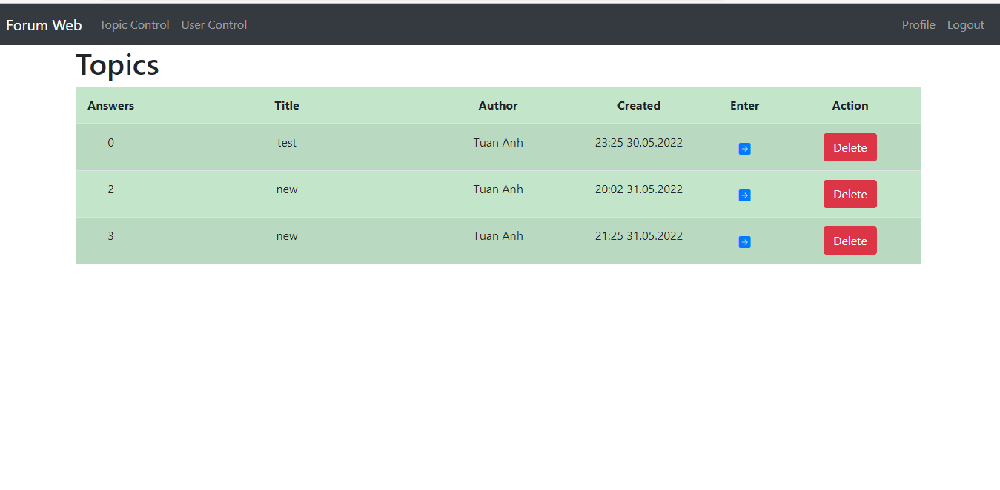 Forum Web Topic Control User Control Profile Logout
Topics
Answers Title Author Created Enter Action
0 test Tuan Anh 23:25 30.05.2022 Delete
2 new Tuan Anh 20:02 31.05.2022 Delete
3 new Tuan Anh 21:25 31.05.2022 Delete